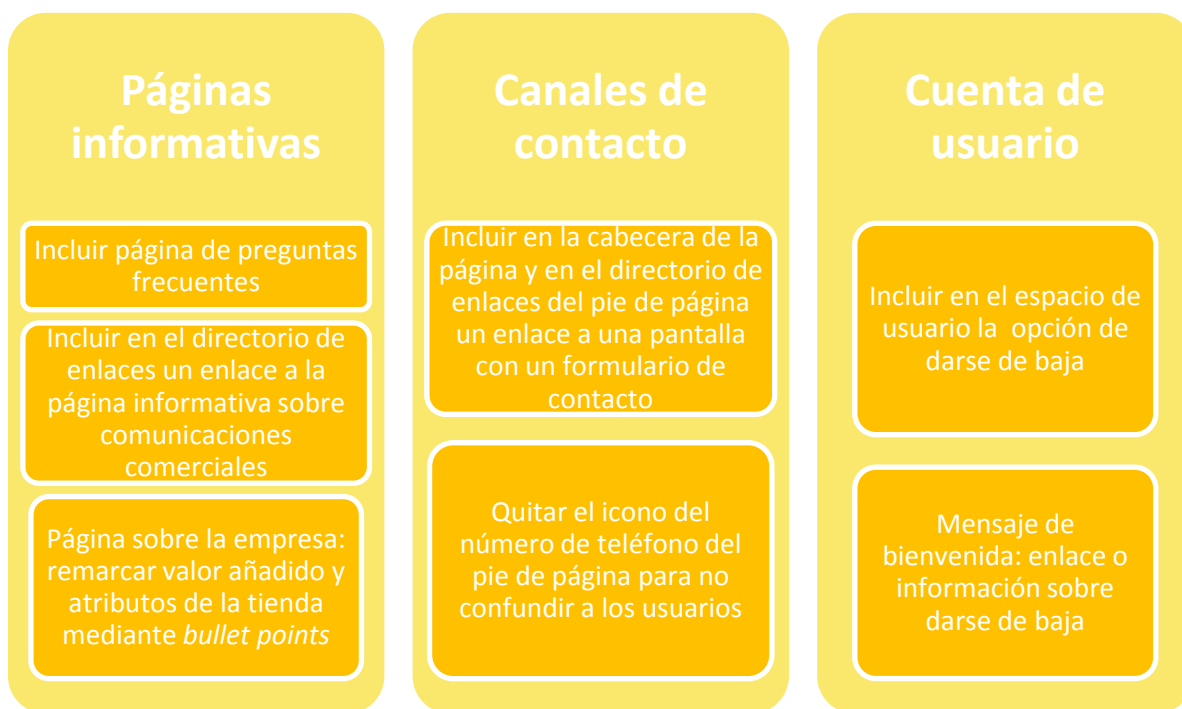 Páginas
informativas
Incluir página de preguntas
frecuentes
Incluir en el directorio de
enlaces un enlace a la
página informativa sobre
comunicaciones
comerciales
Página sobre la empresa:
remarcar valor añadido y
atributos de la tienda
mediante bullet points
Canales de
contacto
Incluir en la cabecera de la
página y en el directorio de
enlaces del pie de página
un enlace a una pantalla
con un formulario de
contacto
Quitar el icono del
número de teléfono del
pie de página para no
confundir a los usuarios
Cuenta de
usuario
Incluir en el espacio de
usuario la  opción de
darse de baja
Mensaje de
bienvenida: enlace o
información sobre
darse de baja